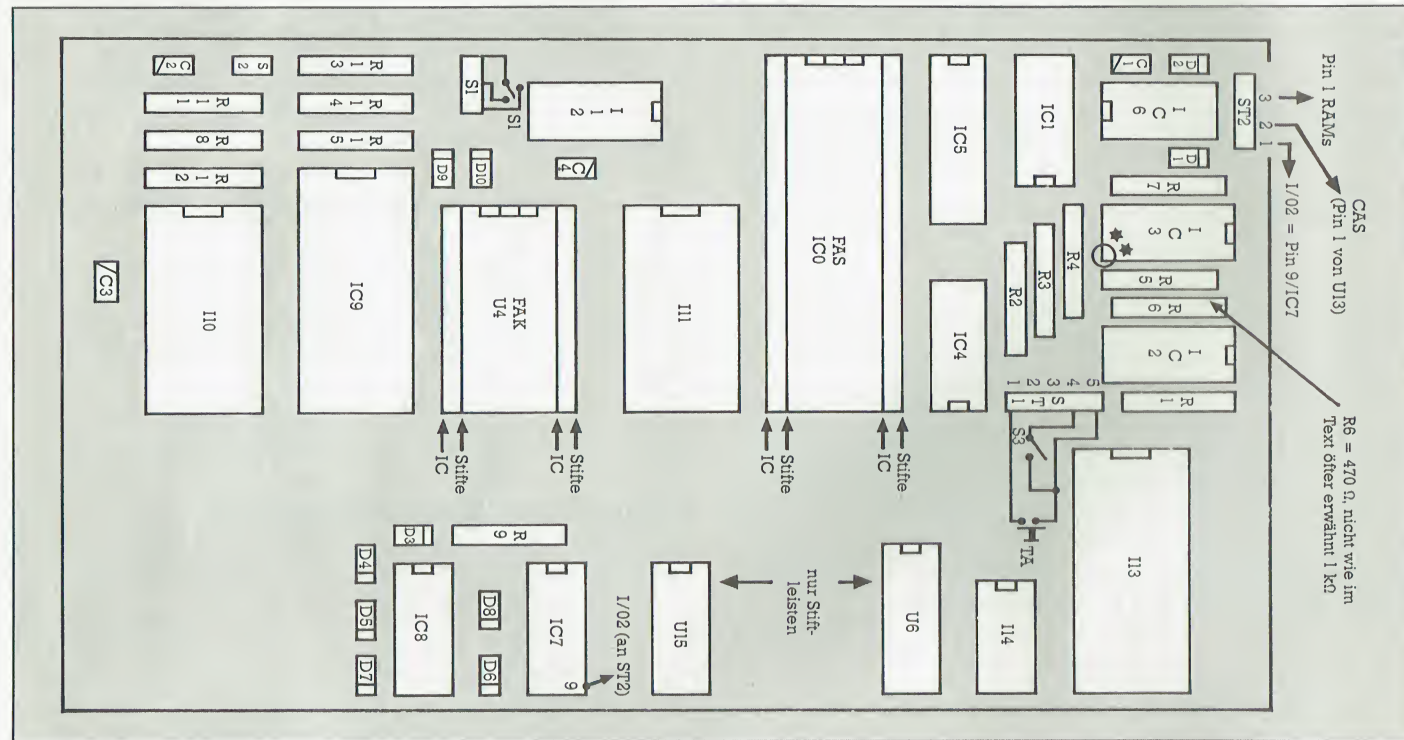 C2
S2
R13
R11
R14
R8
R15
R12
S1
S1
I12
D9
D10
C4
IC5
IC1
C1
D2
IC6
D1
ST2
3
2
1
Pin 1 RAMs
CAS
(Pin 1 von U13)
I/02 = Pin 9/IC7
R7
IC3
R5
R6
IC2
R1
R4
R3
R2
IC4
C3
I10
IC9
FAK
U4
I11
FAS
IC0
1 2 3 4 5
ST1
S3
TA
I13
R6 = 470 Ω, nicht wie im
Text öfter erwähnt 1 kΩ
IC
Stifte
IC
Stifte
IC
Stifte
IC
Stifte
D3
R9
D4
D5
D7
IC8
D8
D6
IC7
9
I/02 (an ST2)
U15
nur Stift-
leisten
U6
I14